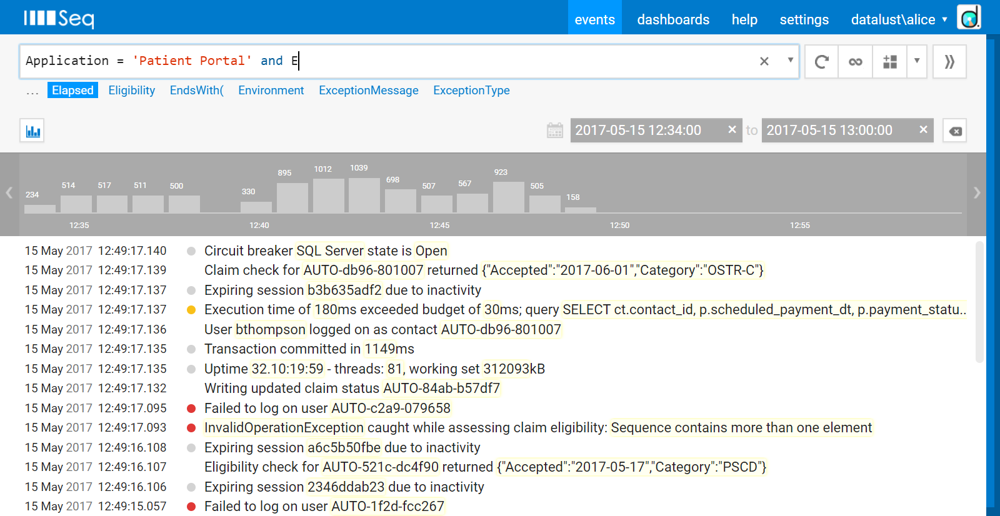 Seq events dashboards help settings datalust\alice
Application = 'Patient Portal' and E
... Elapsed Eligibility EndsWith( Environment ExceptionMessage ExceptionType
2017-05-15 12:34:00 to 2017-05-15 13:00:00
234 514 517 511 500 330 895 1012 1039 698 507 567 923 505 158
12:35 12:40 12:45 12:50 12:55
15 May 2017 12:49:17.140 Circuit breaker SQL Server state is Open
15 May 2017 12:49:17.139 Claim check for AUTO-db96-801007 returned {"Accepted":"2017-06-01","Category":"OSTR-C"}
15 May 2017 12:49:17.137 Expiring session b3b635adf2 due to inactivity
15 May 2017 12:49:17.137 Execution time of 180ms exceeded budget of 30ms; query SELECT ct.contact_id, p.scheduled_payment_dt, p.payment_statu..
15 May 2017 12:49:17.136 User bthompson logged on as contact AUTO-db96-801007
15 May 2017 12:49:17.135 Transaction committed in 1149ms
15 May 2017 12:49:17.135 Uptime 32.10:19:59 - threads: 81, working set 312093kB
15 May 2017 12:49:17.132 Writing updated claim status AUTO-84ab-b57df7
15 May 2017 12:49:17.095 Failed to log on user AUTO-c2a9-079658
15 May 2017 12:49:17.093 InvalidOperationException caught while assessing claim eligibility: Sequence contains more than one element
15 May 2017 12:49:16.108 Expiring session a6c5b50fbe due to inactivity
15 May 2017 12:49:16.107 Eligibility check for AUTO-521c-dc4f90 returned {"Accepted":"2017-05-17","Category":"PSCD"}
15 May 2017 12:49:16.106 Expiring session 2346ddab23 due to inactivity
15 May 2017 12:49:15.057 Failed to log on user AUTO-1f2d-fcc267